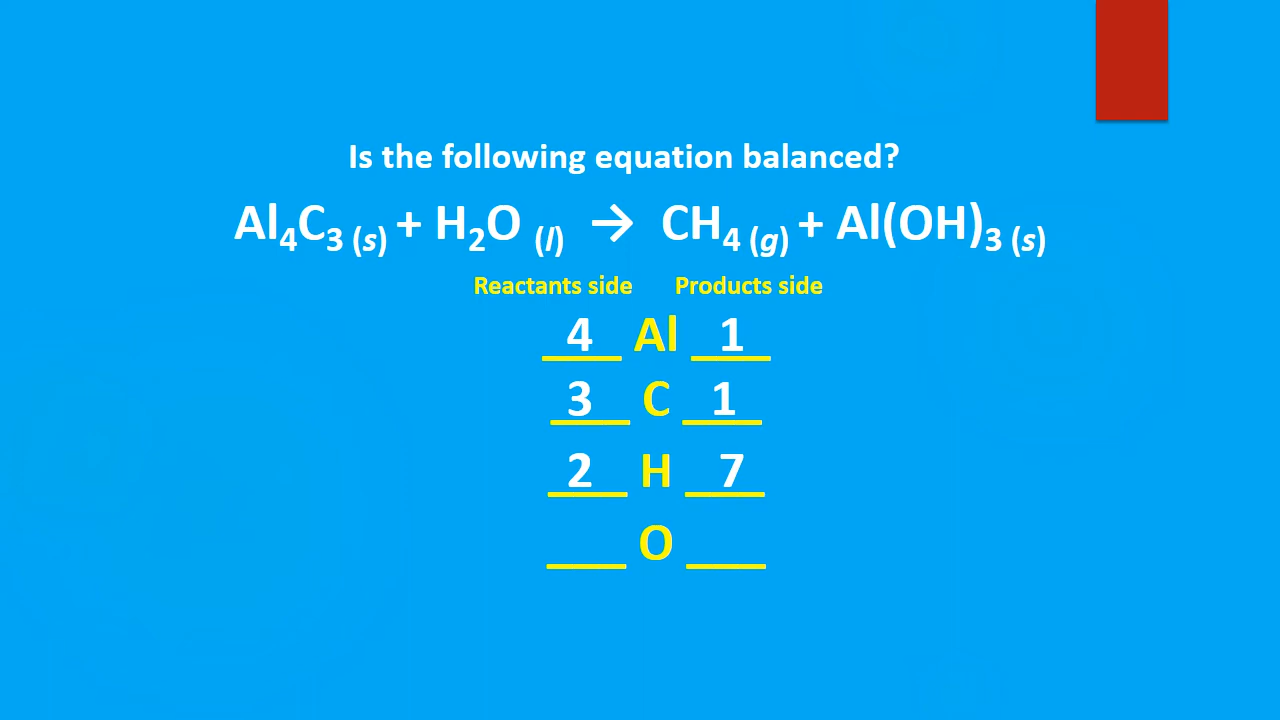 Is the following equation balanced?
Al₄C₃ (s) + H₂O (l) → CH₄ (g) + Al(OH)₃ (s)
Reactants side Products side
4 Al 1
3 C 1
2 H 7
O